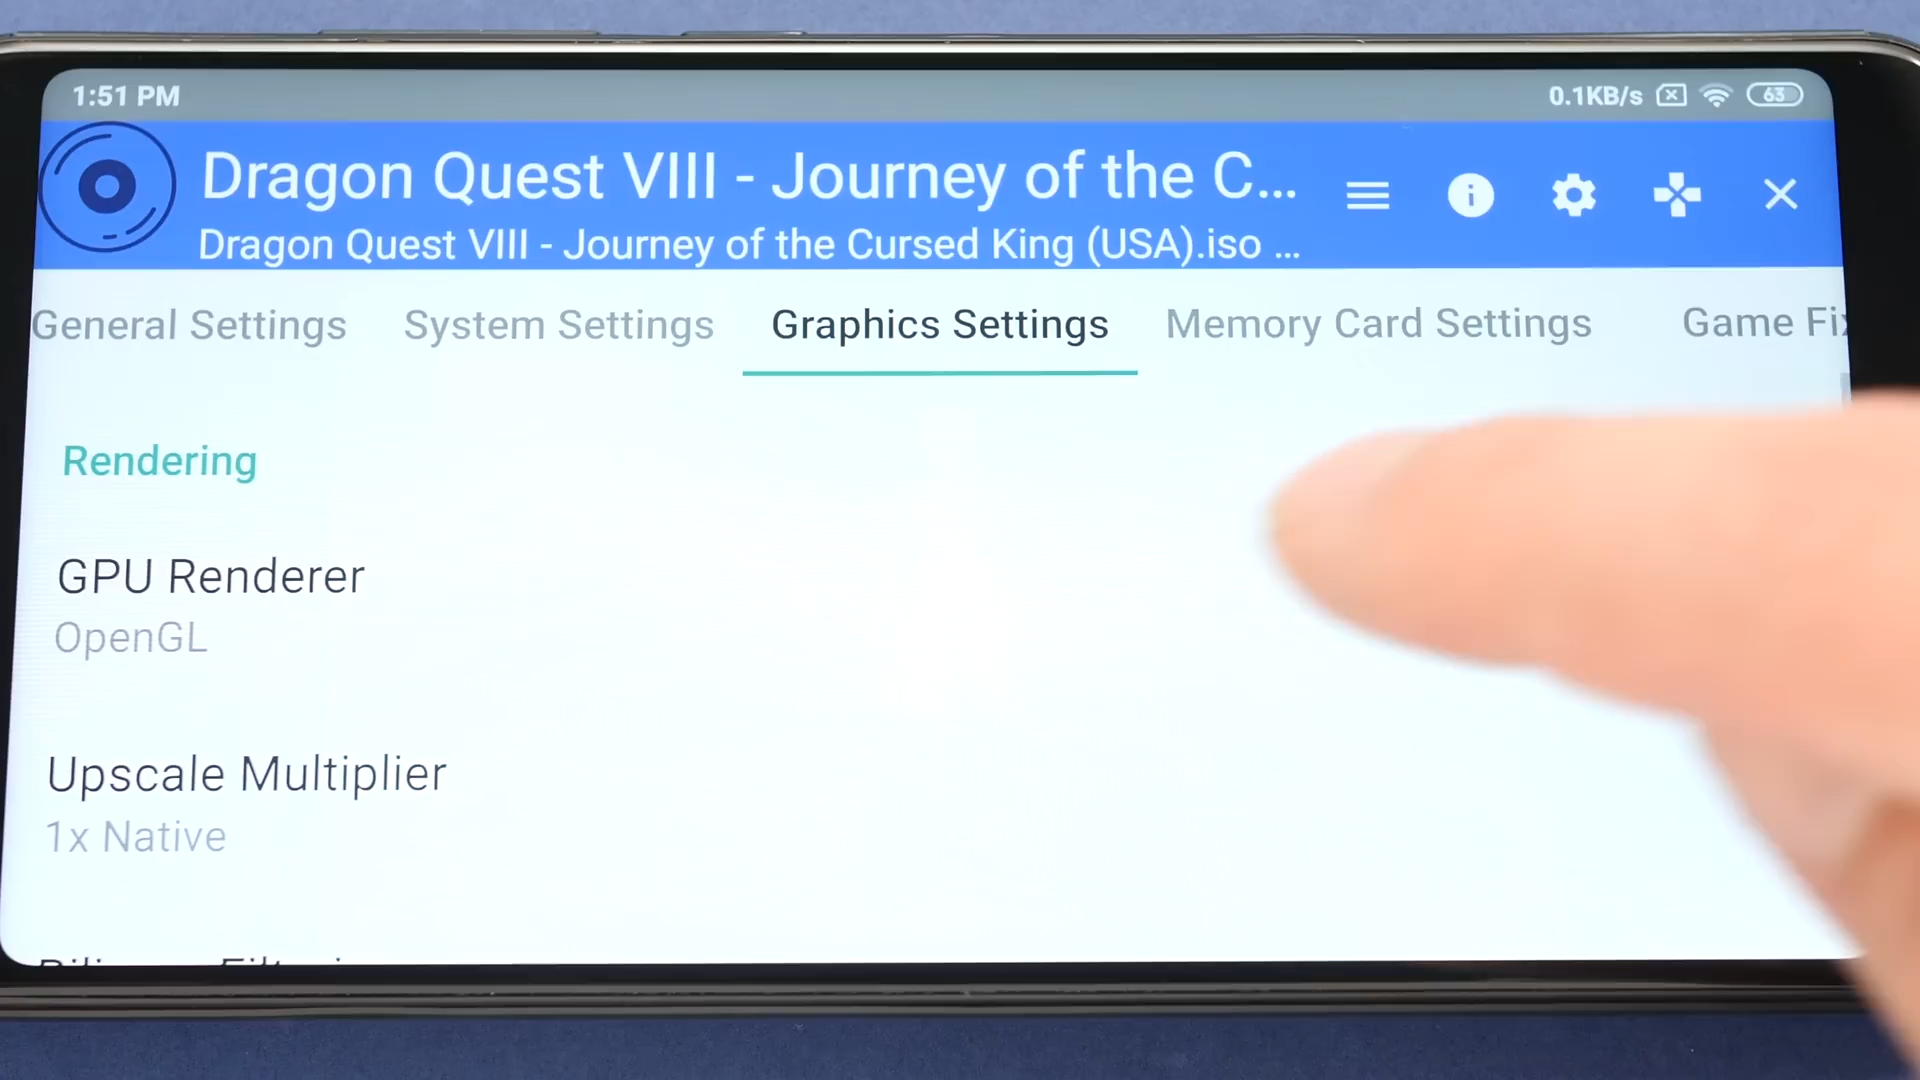 1:51 PM
0.1KB/s
63
Dragon Quest VIII - Journey of the C...
Dragon Quest VIII - Journey of the Cursed King (USA).iso ...
General Settings
System Settings
Graphics Settings
Memory Card Settings
Game Fix
Rendering
GPU Renderer
OpenGL
Upscale Multiplier
1x Native